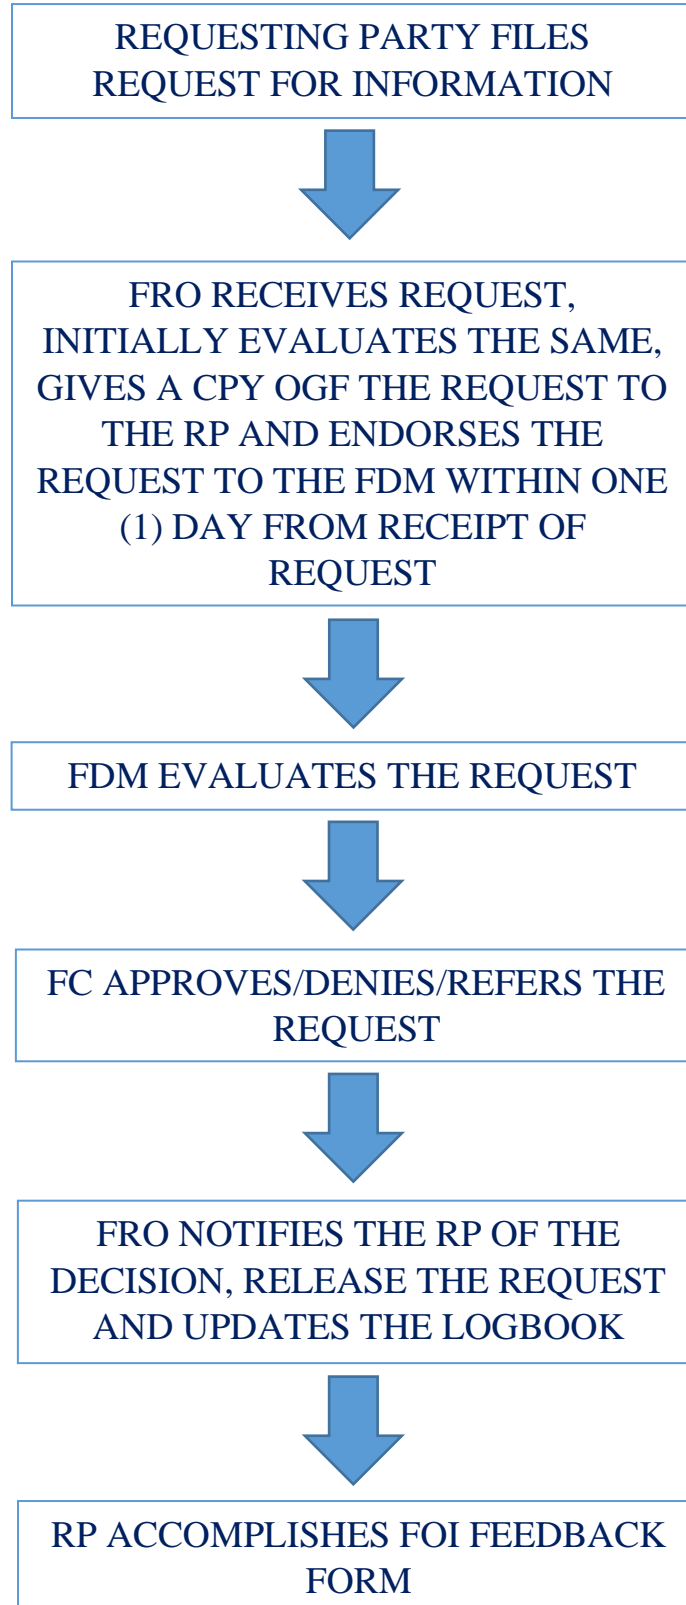 REQUESTING PARTY FILES
REQUEST FOR INFORMATION
FRO RECEIVES REQUEST,
INITIALLY EVALUATES THE SAME,
GIVES A CPY OGF THE REQUEST TO
THE RP AND ENDORSES THE
REQUEST TO THE FDM WITHIN ONE
(1) DAY FROM RECEIPT OF
REQUEST
FDM EVALUATES THE REQUEST
FC APPROVES/DENIES/REFERS THE
REQUEST
FRO NOTIFIES THE RP OF THE
DECISION, RELEASE THE REQUEST
AND UPDATES THE LOGBOOK
RP ACCOMPLISHES FOI FEEDBACK
FORM